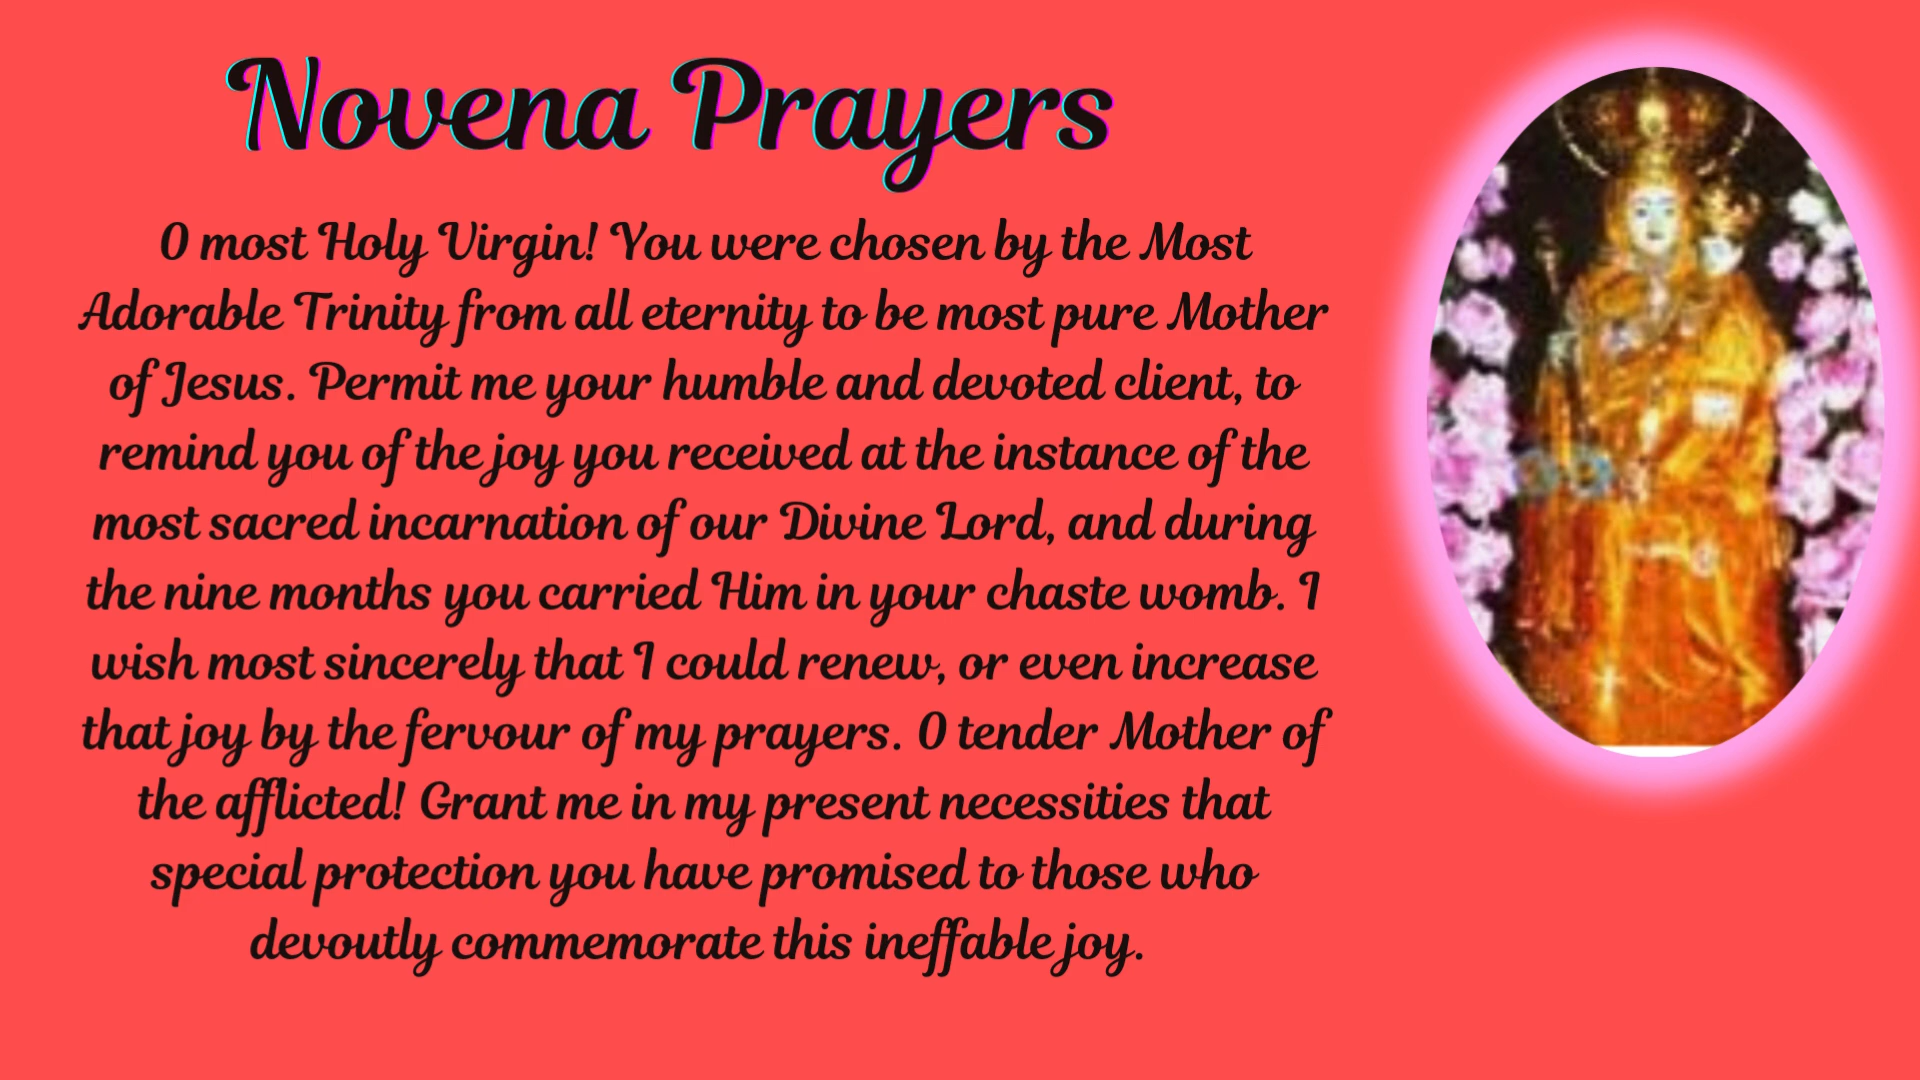 Novena Prayers
O most Holy Virgin! You were chosen by the Most
Adorable Trinity from all eternity to be most pure Mother
of Jesus. Permit me your humble and devoted client, to
remind you of the joy you received at the instance of the
most sacred incarnation of our Divine Lord, and during
the nine months you carried Him in your chaste womb. I
wish most sincerely that I could renew, or even increase
that joy by the fervour of my prayers. O tender Mother of
the afflicted! Grant me in my present necessities that
special protection you have promised to those who
devoutly commemorate this ineffable joy.